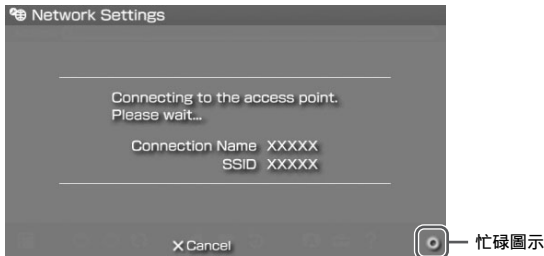 Network Settings
Connecting to the access point.
Please wait...
Connection Name XXXXX
SSID XXXXX
X Cancel
忙碌圖示